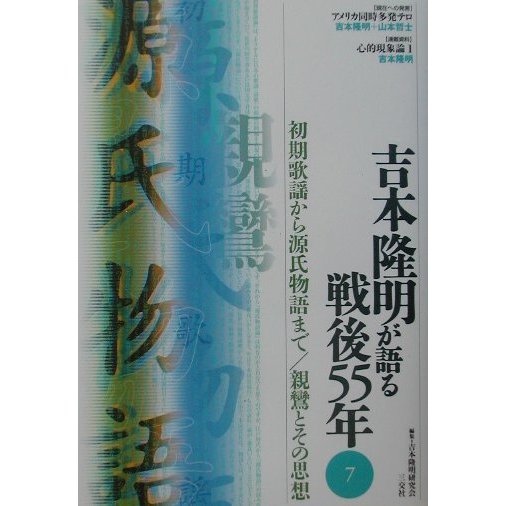 ［現在への発言］
アメリカ同時多発テロ
吉本隆明＋山本哲士
［連載資料］
心的現象論Ⅰ
吉本隆明
吉本隆明が語る
戦後55年
7
初期歌謡から源氏物語まで／親鸞とその思想
編集＝吉本隆明研究会
三交社
親鸞
源氏物語